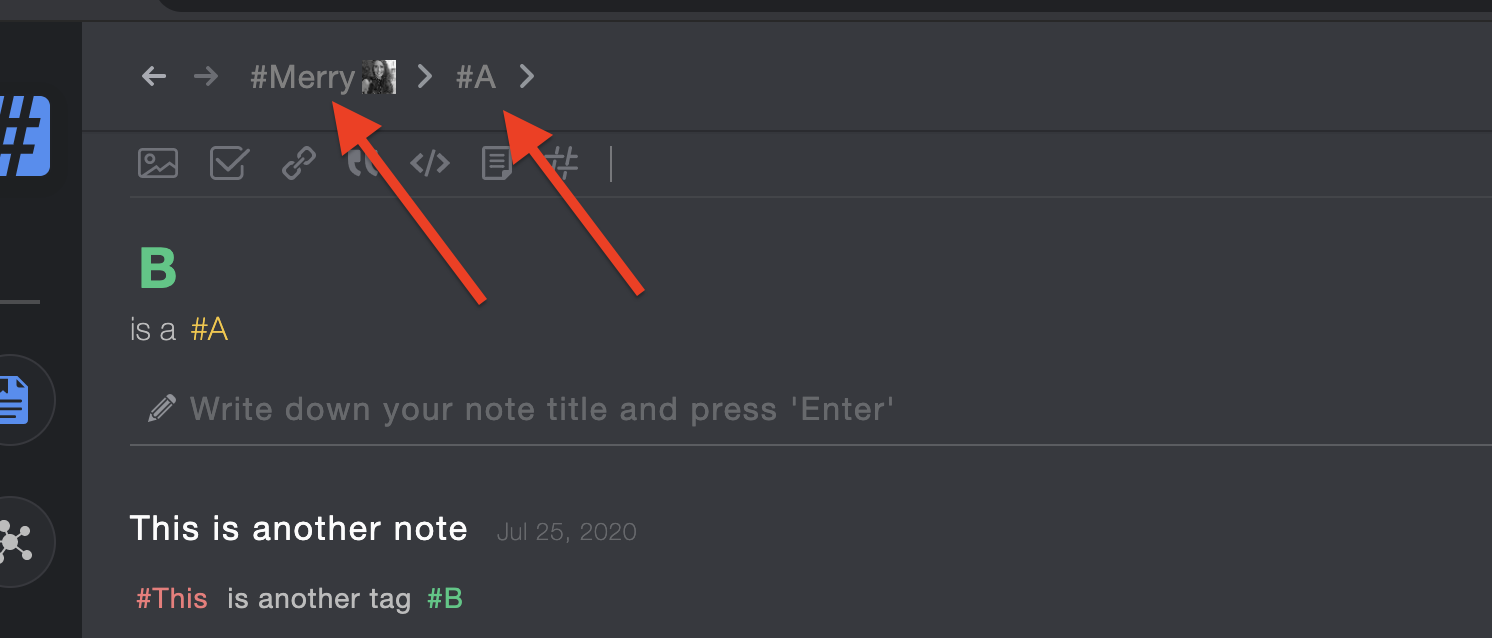 #Merry > #A >
B
is a #A
Write down your note title and press 'Enter'
This is another note Jul 25, 2020
#This is another tag #B